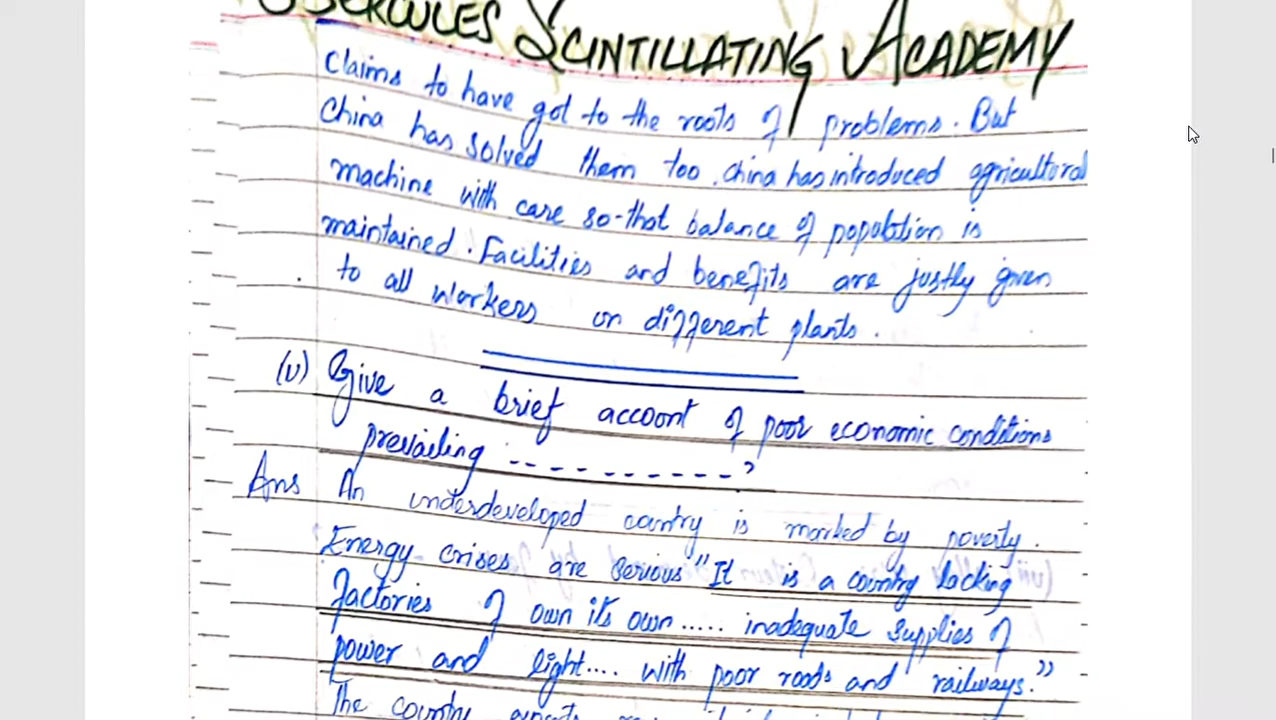 HERCULES SCINTILLATING ACADEMY
Claims to have got to the roots of problems. But
China has solved them too. China has introduced agricultural
machine with care so-that balance of population is
maintained. Facilities and benefits are justly given
to all workers on different plants.
(v) Give a brief account of poor economic conditions
prevailing - - - - - - - - - - ?
Ans An underdeveloped country is marked by poverty.
Energy crises are serious "It is a country lacking
factories of own its own ..... inadequate supplies of
power and light.... with poor roads and railways."
The country exports